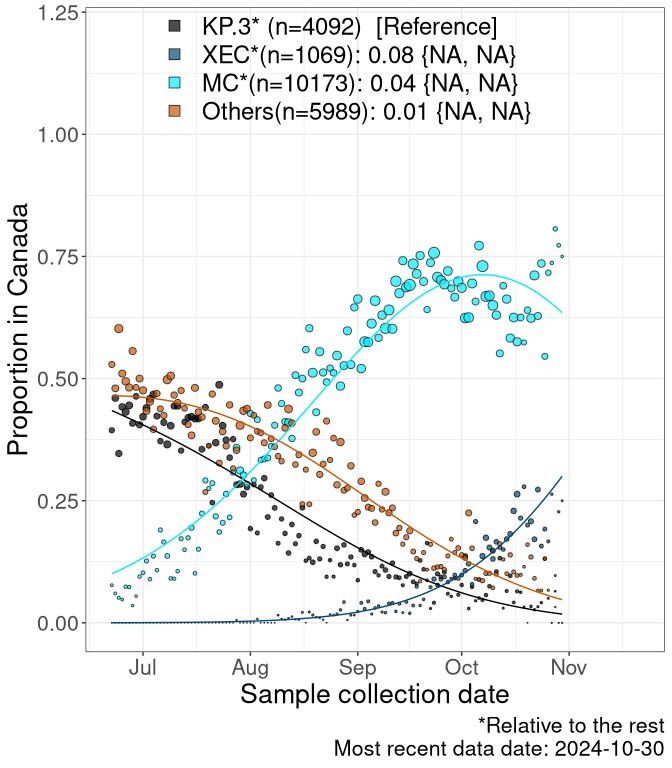 KP.3* (n=4092)  [Reference]
XEC*(n=1069): 0.08 {NA, NA}
MC*(n=10173): 0.04 {NA, NA}
Others(n=5989): 0.01 {NA, NA}
1.25
1.00
0.75
0.50
0.25
0.00
Proportion in Canada
Jul Aug Sep Oct Nov
Sample collection date
*Relative to the rest
Most recent data date: 2024-10-30